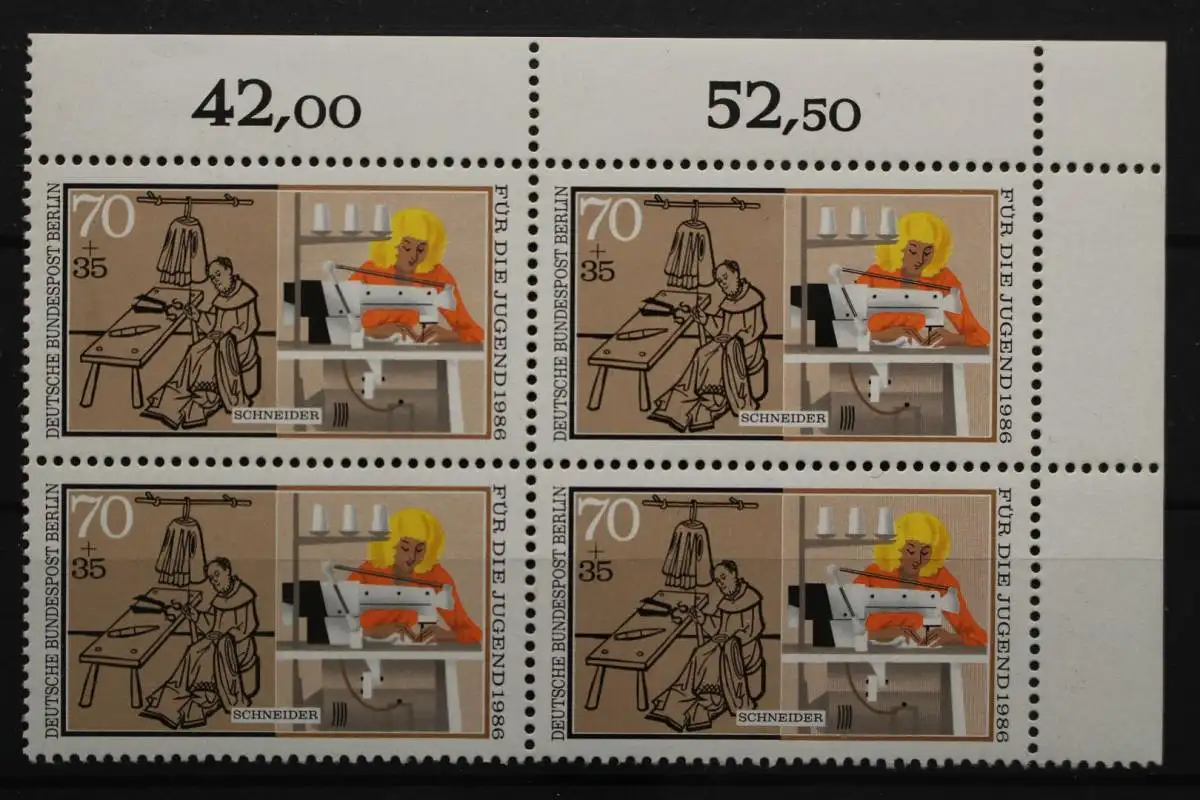 42,00
52,50
DEUTSCHE BUNDESPOST BERLIN
70
+
35
SCHNEIDER
FÜR DIE JUGEND 1986
DEUTSCHE BUNDESPOST BERLIN
70
+
35
SCHNEIDER
FÜR DIE JUGEND 1986
DEUTSCHE BUNDESPOST BERLIN
70
+
35
SCHNEIDER
FÜR DIE JUGEND 1986
DEUTSCHE BUNDESPOST BERLIN
70
+
35
SCHNEIDER
FÜR DIE JUGEND 1986